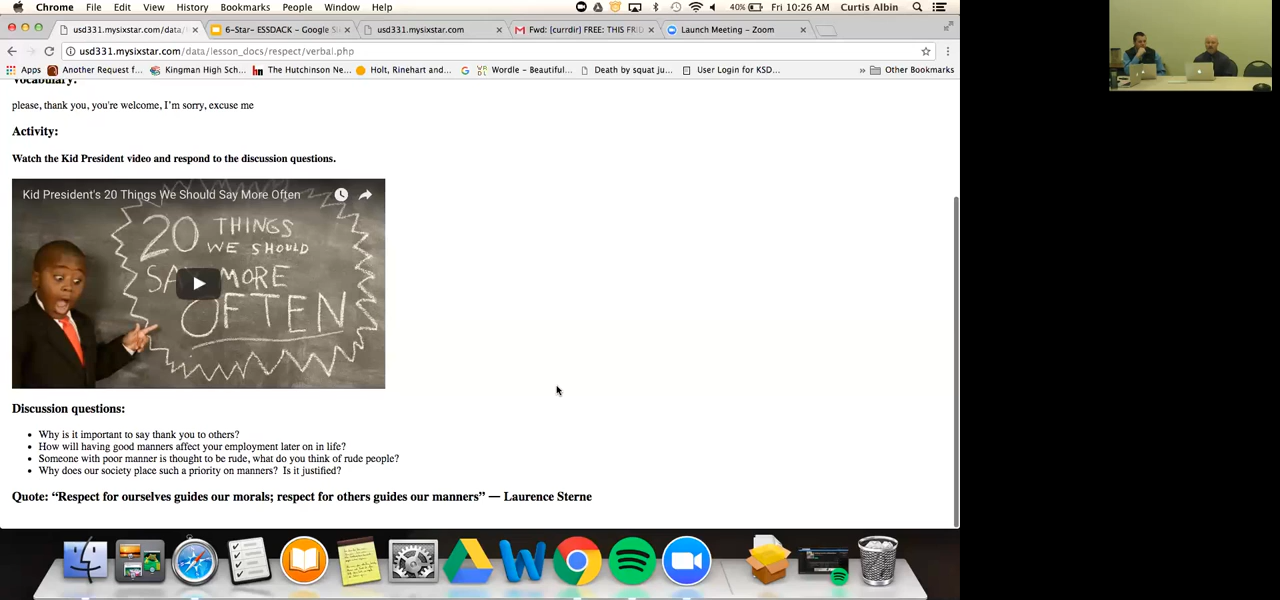 Chrome File Edit View History Bookmarks People Window Help 40% Fri 10:26 AM Curtis Albin
usd331.mysixstar.com/data/ 6-Star- ESSDACK - Google Sl usd331.mysixstar.com Fwd: [currdir] FREE: THIS FRID Launch Meeting - Zoom
usd331.mysixstar.com/data/lesson_docs/respect/verbal.php
Apps Another Request f... Kingman High Sch... The Hutchinson Ne... Holt, Rinehart and... Wordle - Beautiful... Death by squat ju... User Login for KSD... » Other Bookmarks
Vocabulary:
please, thank you, you're welcome, I'm sorry, excuse me
Activity:
Watch the Kid President video and respond to the discussion questions.
Kid President's 20 Things We Should Say More Often
20 THINGS
WE SHOULD
SAY MORE
OFTEN
Discussion questions:
Why is it important to say thank you to others?
How will having good manners affect your employment later on in life?
Someone with poor manner is thought to be rude, what do you think of rude people?
Why does our society place such a priority on manners? Is it justified?
Quote: “Respect for ourselves guides our morals; respect for others guides our manners” — Laurence Sterne